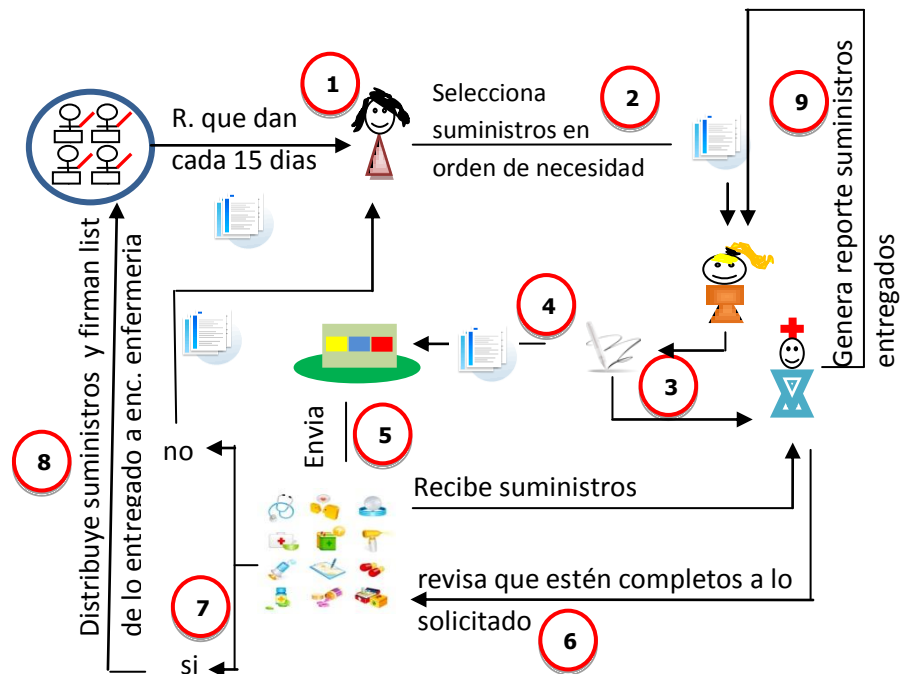 1
R. que dan
cada 15 dias
Selecciona
suministros en
orden de necesidad
2
9
Genera reporte suministros
entregados
4
3
Envia
5
no
8
Distribuye suministros y firman list
de lo entregado a enc. enfermeria
Recibe suministros
revisa que estén completos a lo
solicitado
6
7
si